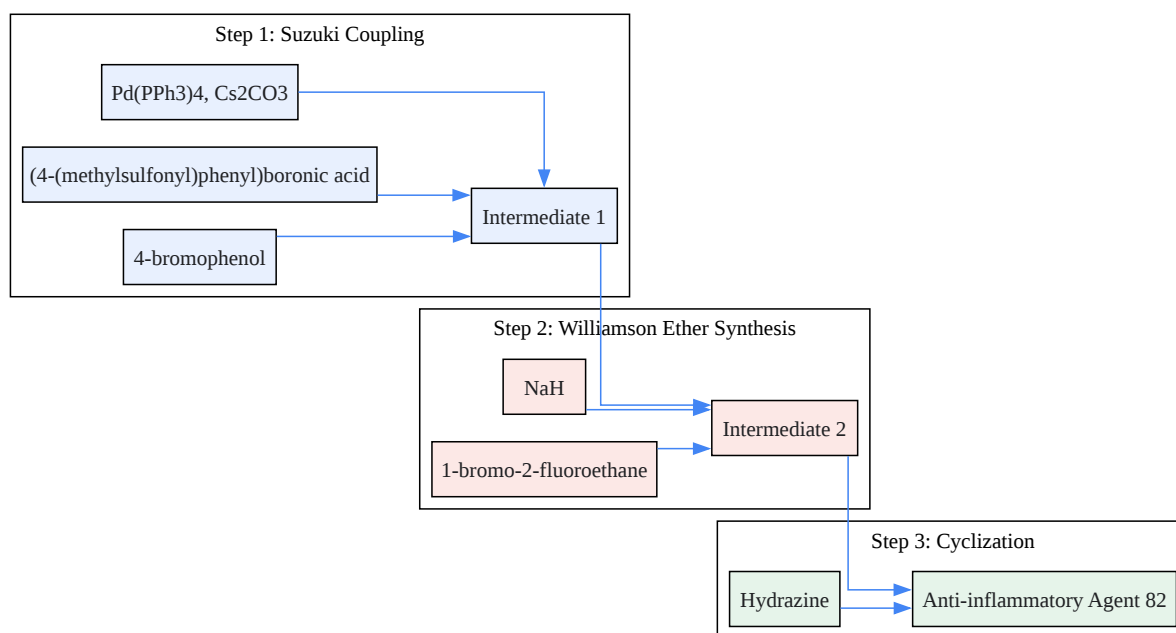 Step 1: Suzuki Coupling
Pd(PPh3)4, Cs2CO3
(4-(methylsulfonyl)phenyl)boronic acid
Intermediate 1
4-bromophenol
Step 2: Williamson Ether Synthesis
NaH
Intermediate 2
1-bromo-2-fluoroethane
Step 3: Cyclization
Hydrazine
Anti-inflammatory Agent 82